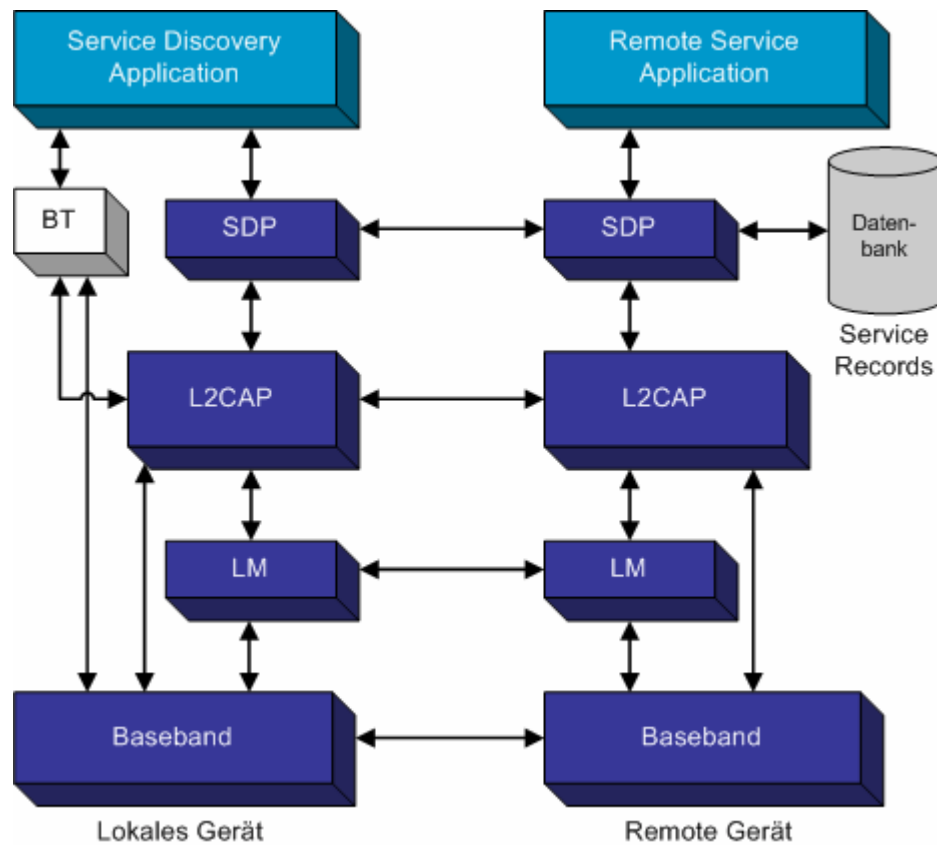 Service Discovery
Application
Remote Service
Application
BT
SDP
SDP
Daten-
bank
Service
Records
L2CAP
L2CAP
LM
LM
Baseband
Baseband
Lokales Gerät
Remote Gerät